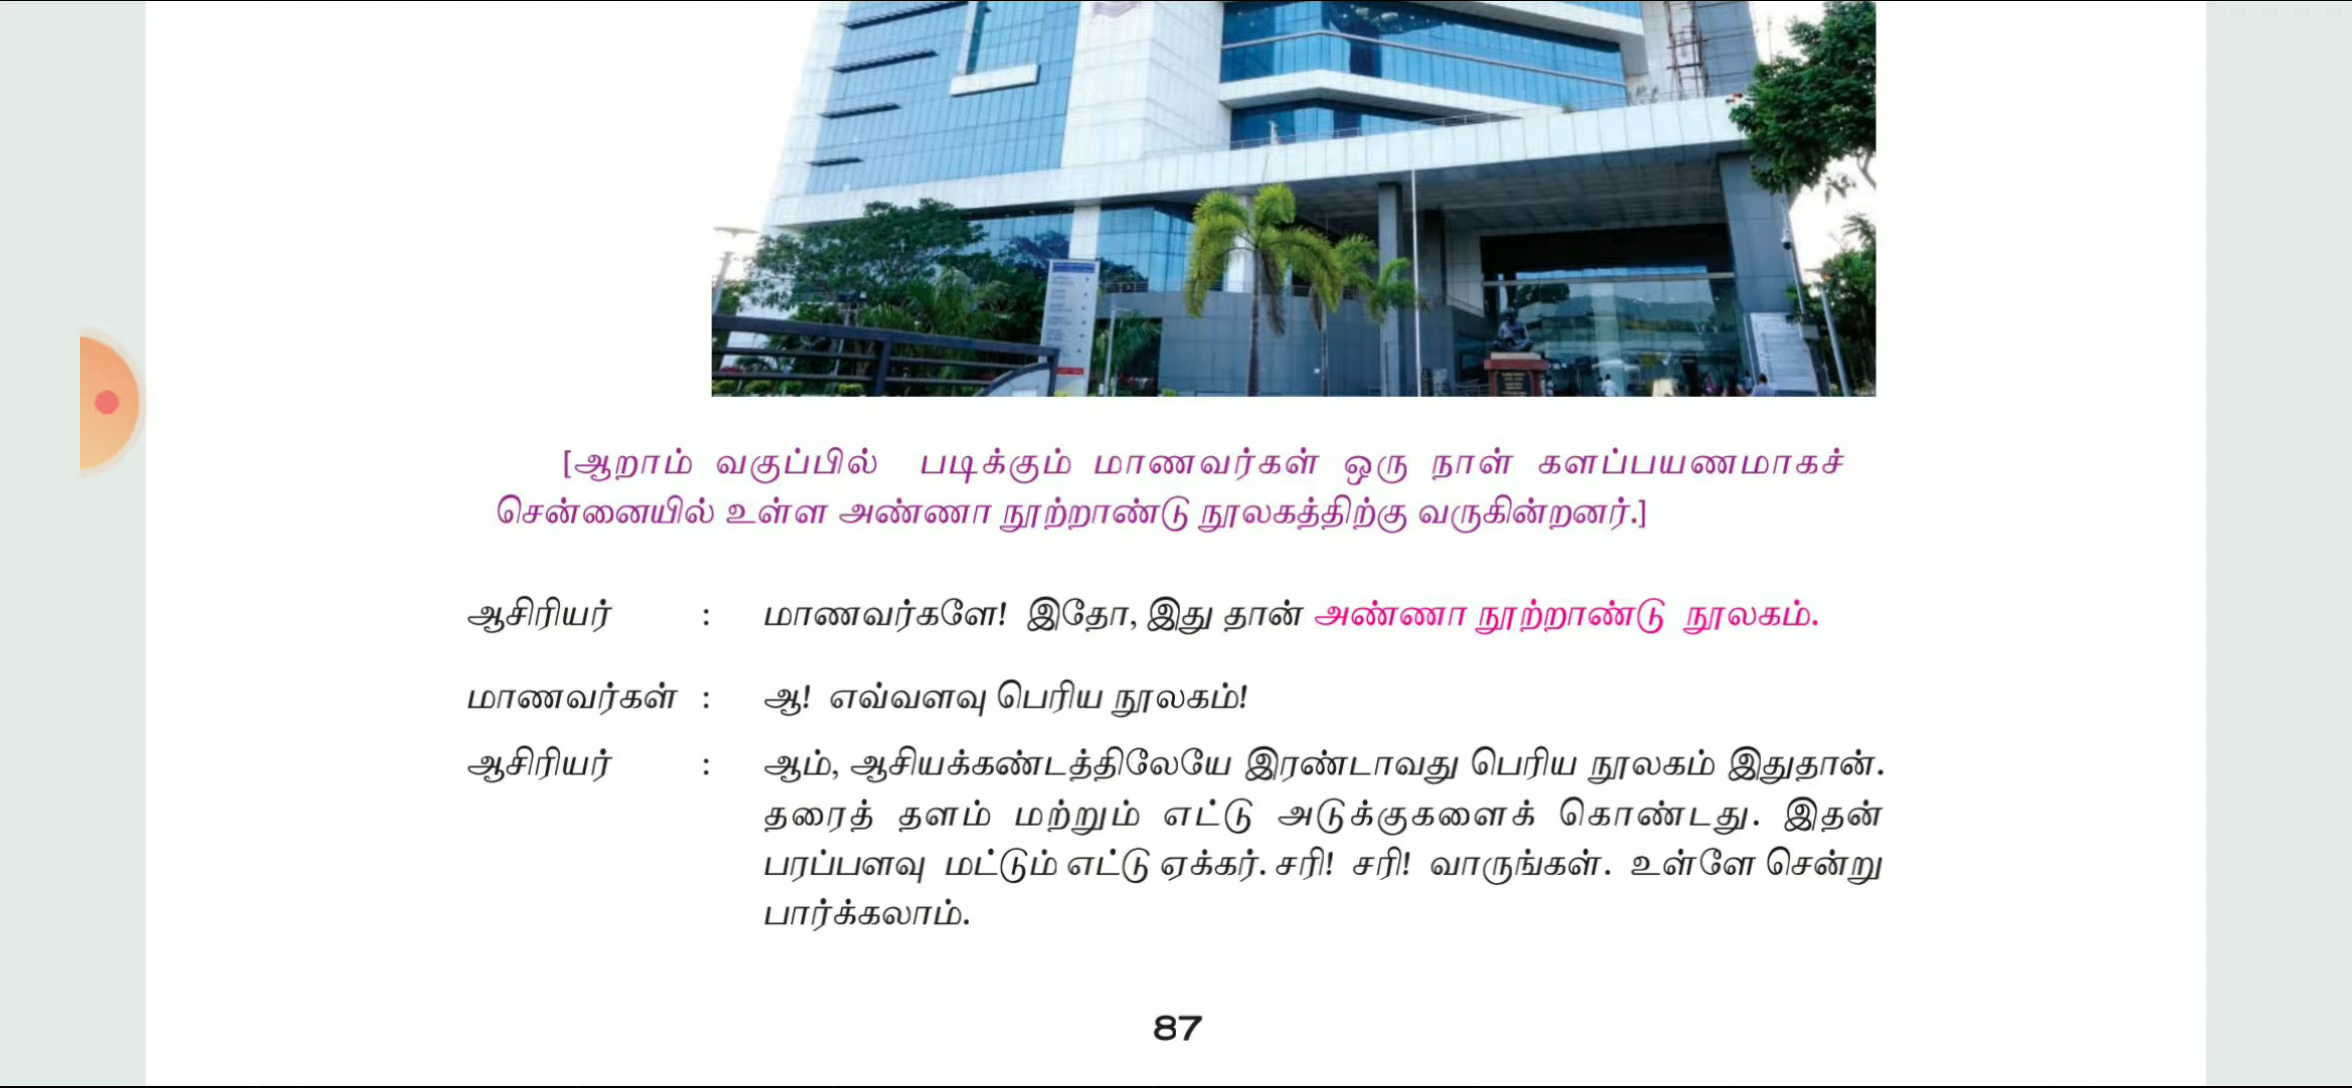 [ஆறாம் வகுப்பில் படிக்கும் மாணவர்கள் ஒரு நாள் களப்பயணமாகச்
சென்னையில் உள்ள அண்ணா நூற்றாண்டு நூலகத்திற்கு வருகின்றனர்.]
ஆசிரியர் : மாணவர்களே! இதோ, இது தான் அண்ணா நூற்றாண்டு நூலகம்.
மாணவர்கள் : ஆ! எவ்வளவு பெரிய நூலகம்!
ஆசிரியர் : ஆம், ஆசியக்கண்டத்திலேயே இரண்டாவது பெரிய நூலகம் இதுதான்.
தரைத் தளம் மற்றும் எட்டு அடுக்குகளைக் கொண்டது. இதன்
பரப்பளவு மட்டும் எட்டு ஏக்கர். சரி! சரி! வாருங்கள். உள்ளே சென்று
பார்க்கலாம்.
87